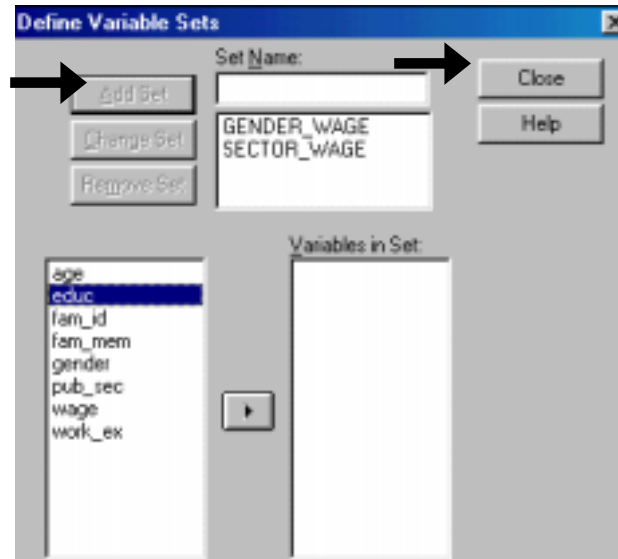 Define Variable Sets
Set Name:
Add Set
Close
Change Set
GENDER_WAGE
SECTOR_WAGE
Help
Remove Set
Variables in Set:
age
educ
fam_id
fam_mem
gender
pub_sec
wage
work_ex